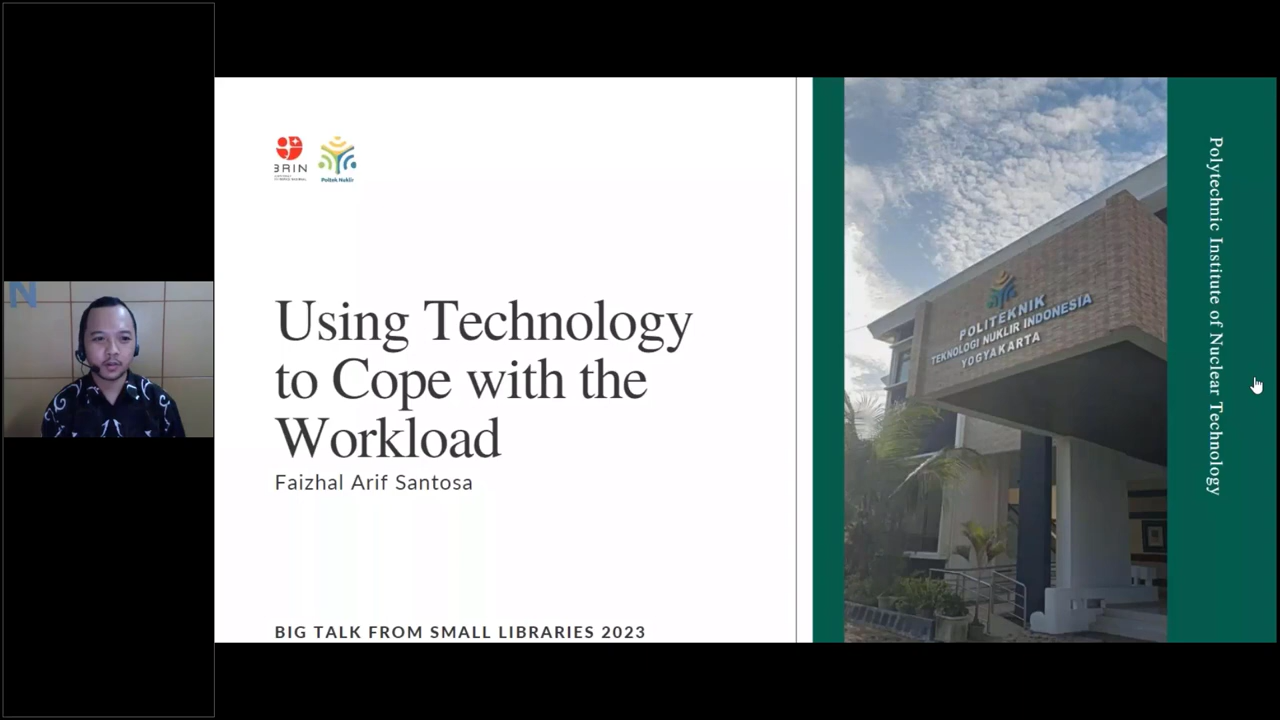 N
BRIN
Poltek Nuklir
Using Technology
to Cope with the
Workload
Faizhal Arif Santosa
BIG TALK FROM SMALL LIBRARIES 2023
POLITEKNIK
TEKNOLOGI NUKLIR INDONESIA
YOGYAKARTA
Polytechnic Institute of Nuclear Technology